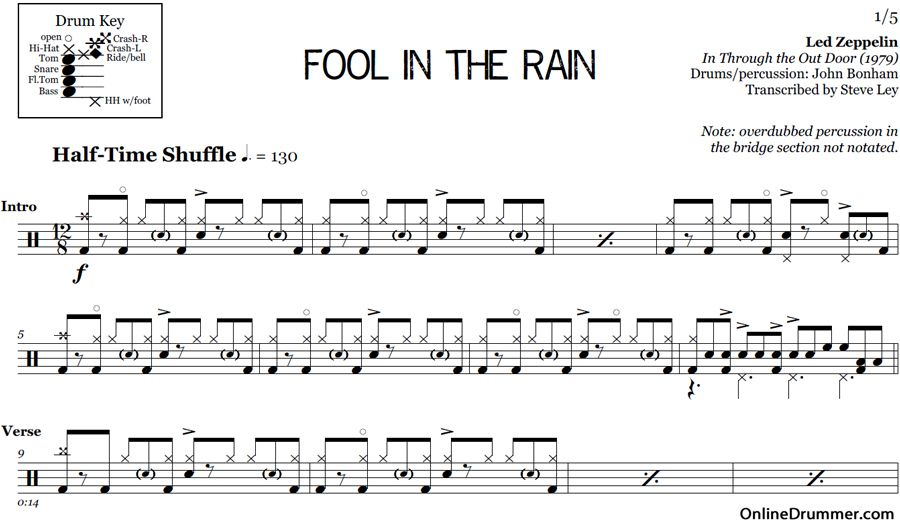 Drum Key
open
Crash-R
Hi-Hat
Crash-L
Tom
Ride/bell
Snare
Fl.Tom
Bass
HH w/foot
FOOL IN THE RAIN
1/5
Led Zeppelin
In Through the Out Door (1979)
Drums/percussion: John Bonham
Transcribed by Steve Ley
Note: overdubbed percussion in
the bridge section not notated.
Half-Time Shuffle ♩. = 130
Intro
12
8
f
5
Verse
9
0:14
OnlineDrummer.com